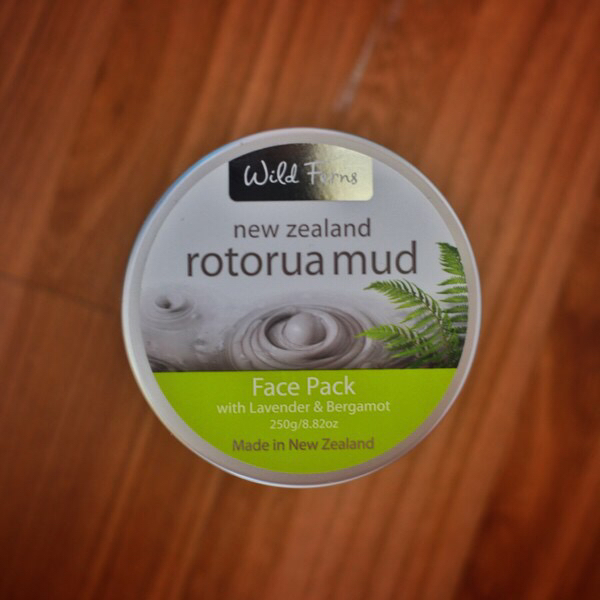 Wild Ferns
new zealand
rotorua mud
Face Pack
with Lavender & Bergamot
250g/8.82oz
Made in New Zealand